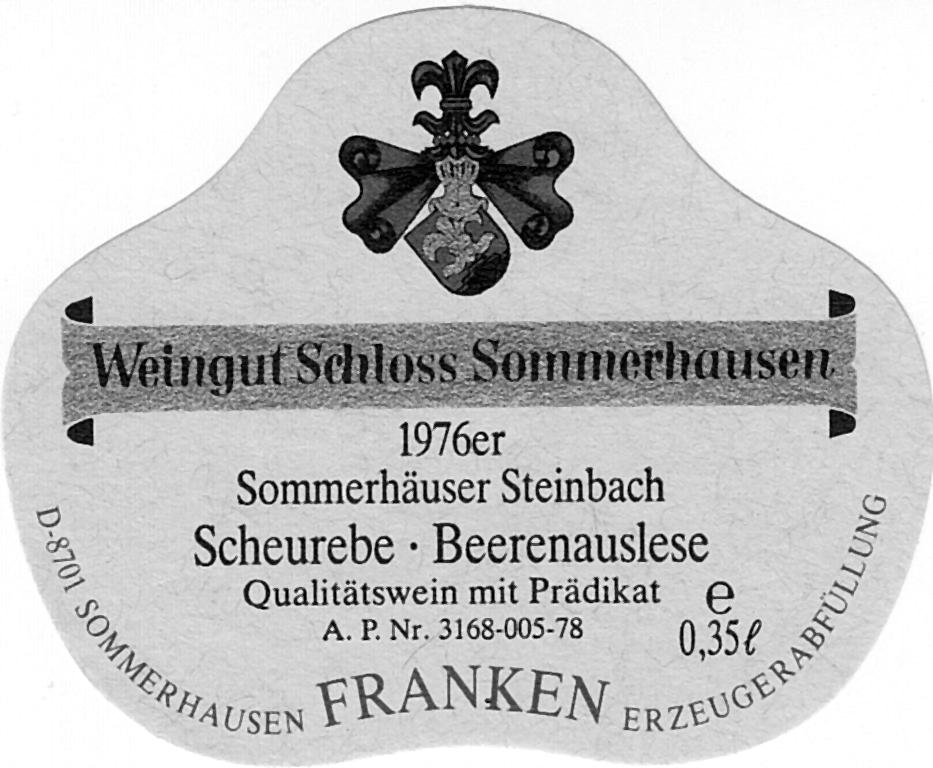 Weingut Schloss Sommerhausen
1976er
Sommerhäuser Steinbach
Scheurebe · Beerenauslese
Qualitätswein mit Prädikat
e
A. P. Nr. 3168-005-78
0,35ℓ
D-8701 SOMMERHAUSEN
FRANKEN
ERZEUGERABFÜLLUNG